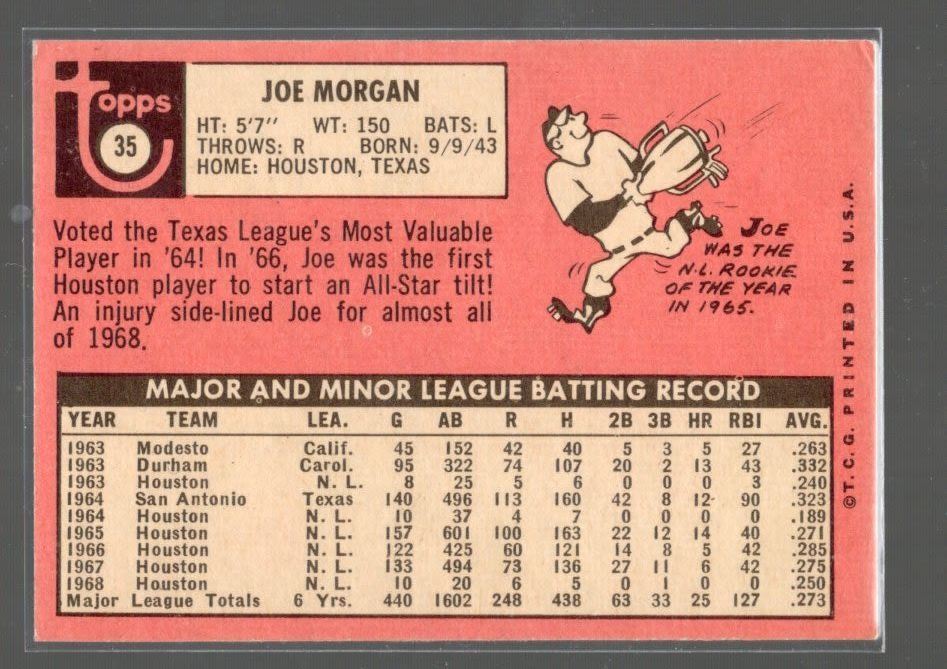 Topps
35
JOE MORGAN
HT: 5'7" WT: 150 BATS: L
THROWS: R BORN: 9/9/43
HOME: HOUSTON, TEXAS
Voted the Texas League's Most Valuable
Player in '64! In '66, Joe was the first
Houston player to start an All-Star tilt!
An injury side-lined Joe for almost all
of 1968.
JOE
WAS THE
N.L. ROOKIE
OF THE YEAR
IN 1965.
©T.C.G. PRINTED IN U.S.A.
MAJOR AND MINOR LEAGUE BATTING RECORD
YEAR TEAM LEA. G AB R H 2B 3B HR RBI AVG.
1963 Modesto Calif. 45 152 42 40 5 3 5 27 .263
1963 Durham Carol. 95 322 74 107 20 2 13 43 .332
1963 Houston N. L. 8 25 5 6 0 0 0 3 .240
1964 San Antonio Texas 140 496 113 160 42 8 12 90 .323
1964 Houston N. L. 10 37 4 7 0 0 0 0 .189
1965 Houston N. L. 157 601 100 163 22 12 14 40 .271
1966 Houston N. L. 122 425 60 121 14 8 5 42 .285
1967 Houston N. L. 133 494 73 136 27 11 6 42 .275
1968 Houston N. L. 10 20 6 5 0 1 0 0 .250
Major League Totals 6 Yrs. 440 1602 248 438 63 33 25 127 .273